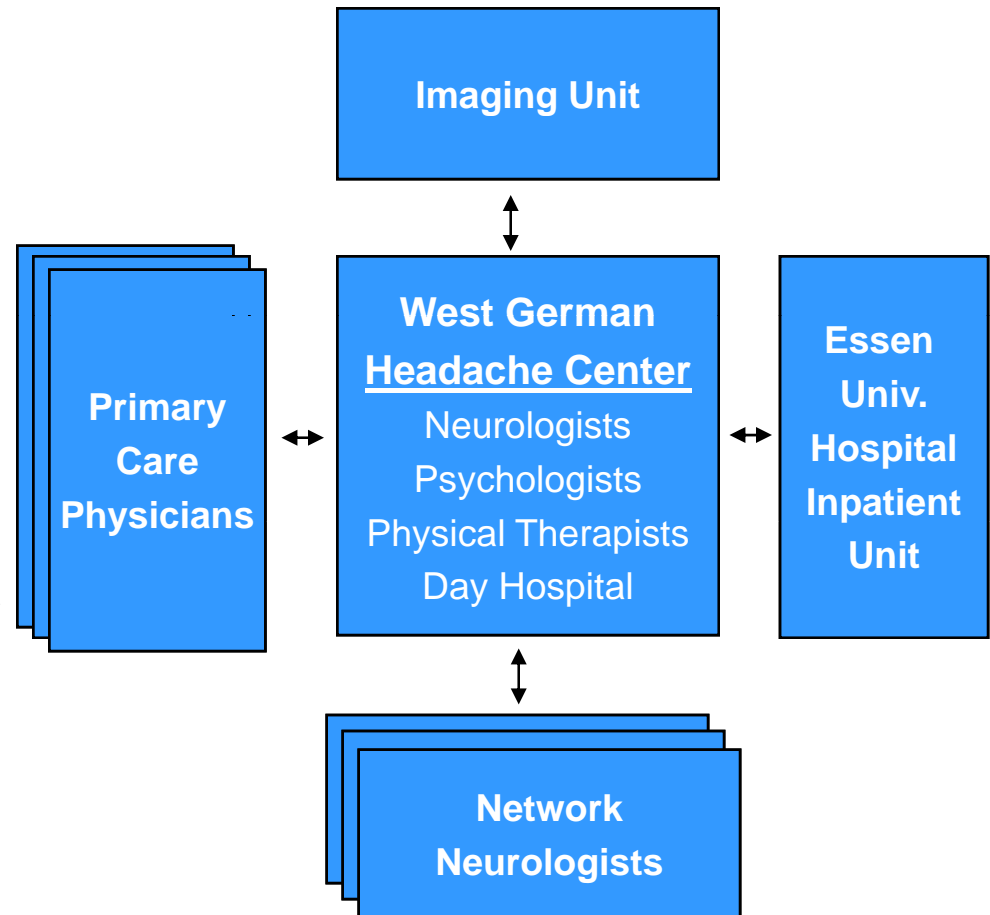 Imaging Unit
West German
Headache Center
Neurologists
Psychologists
Physical Therapists
Day Hospital
Primary
Care
Physicians
Essen
Univ.
Hospital
Inpatient
Unit
Network
Neurologists